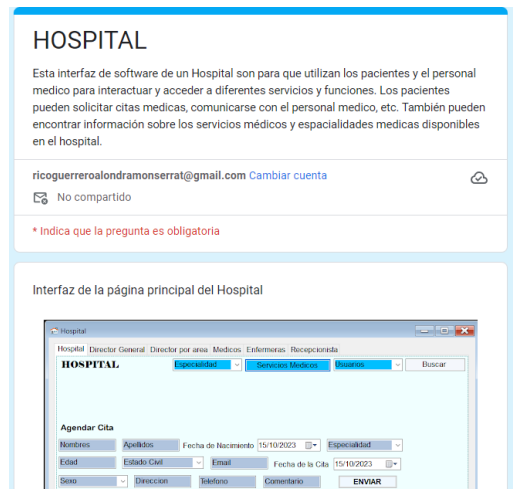 HOSPITAL
Esta interfaz de software de un Hospital son para que utilizan los pacientes y el personal
medico para interactuar y acceder a diferentes servicios y funciones. Los pacientes
pueden solicitar citas medicas, comunicarse con el personal medico, etc. También pueden
encontrar información sobre los servicios médicos y espacialidades medicas disponibles
en el hospital.
ricoguerreroalondramonserrat@gmail.com Cambiar cuenta
No compartido
* Indica que la pregunta es obligatoria
Interfaz de la página principal del Hospital
Hospital
Hospital Director General Director por area Medicos Enfermeras Recepcionista
HOSPITAL Especialidad Servicios Medicos Usuarios Buscar
Agendar Cita
Nombres Apellidos Fecha de Nacimiento 15/10/2023 Especialidad
Edad Estado Civil Email Fecha de la Cita 15/10/2023
Sexo Direccion Telefono Comentario ENVIAR